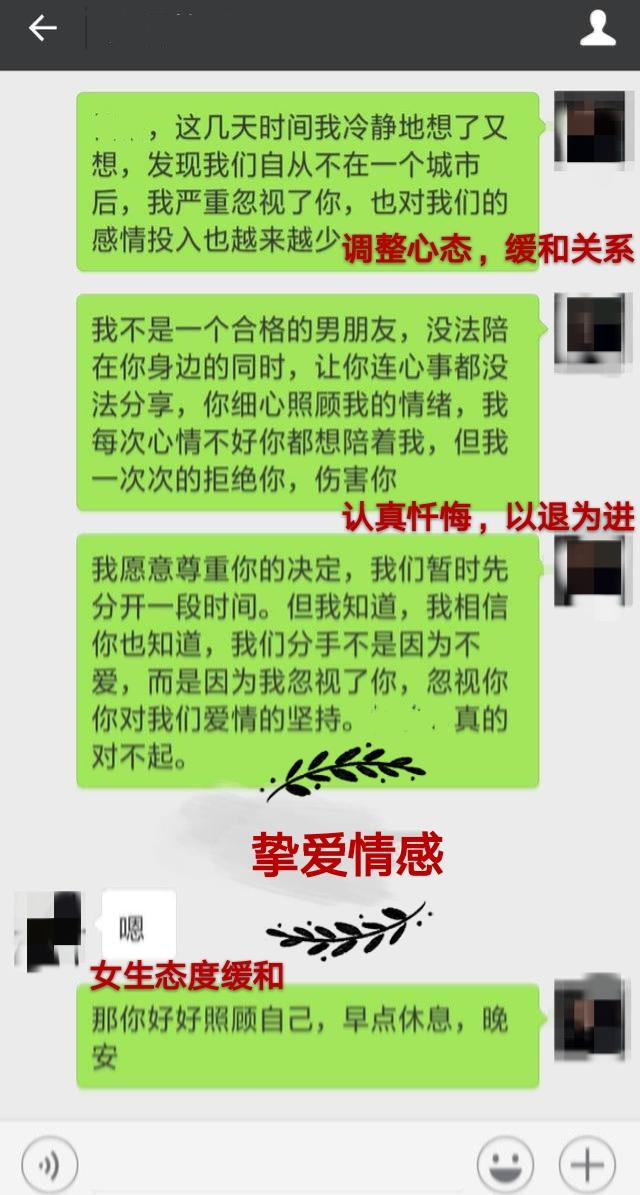 ，这几天时间我冷静地想了又
想，发现我们自从不在一个城市
后，我严重忽视了你，也对我们的
感情投入也越来越少
调整心态，缓和关系
我不是一个合格的男朋友，没法陪
在你身边的同时，让你连心事都没
法分享，你细心照顾我的情绪，我
每次心情不好你都想陪着我，但我
一次次的拒绝你，伤害你
认真忏悔，以退为进
我愿意尊重你的决定，我们暂时先
分开一段时间。但我知道，我相信
你也知道，我们分手不是因为不
爱，而是因为我忽视了你，忽视你
你对我们爱情的坚持。 真的
对不起。
挚爱情感
嗯
女生态度缓和
那你好好照顾自己，早点休息，晚
安